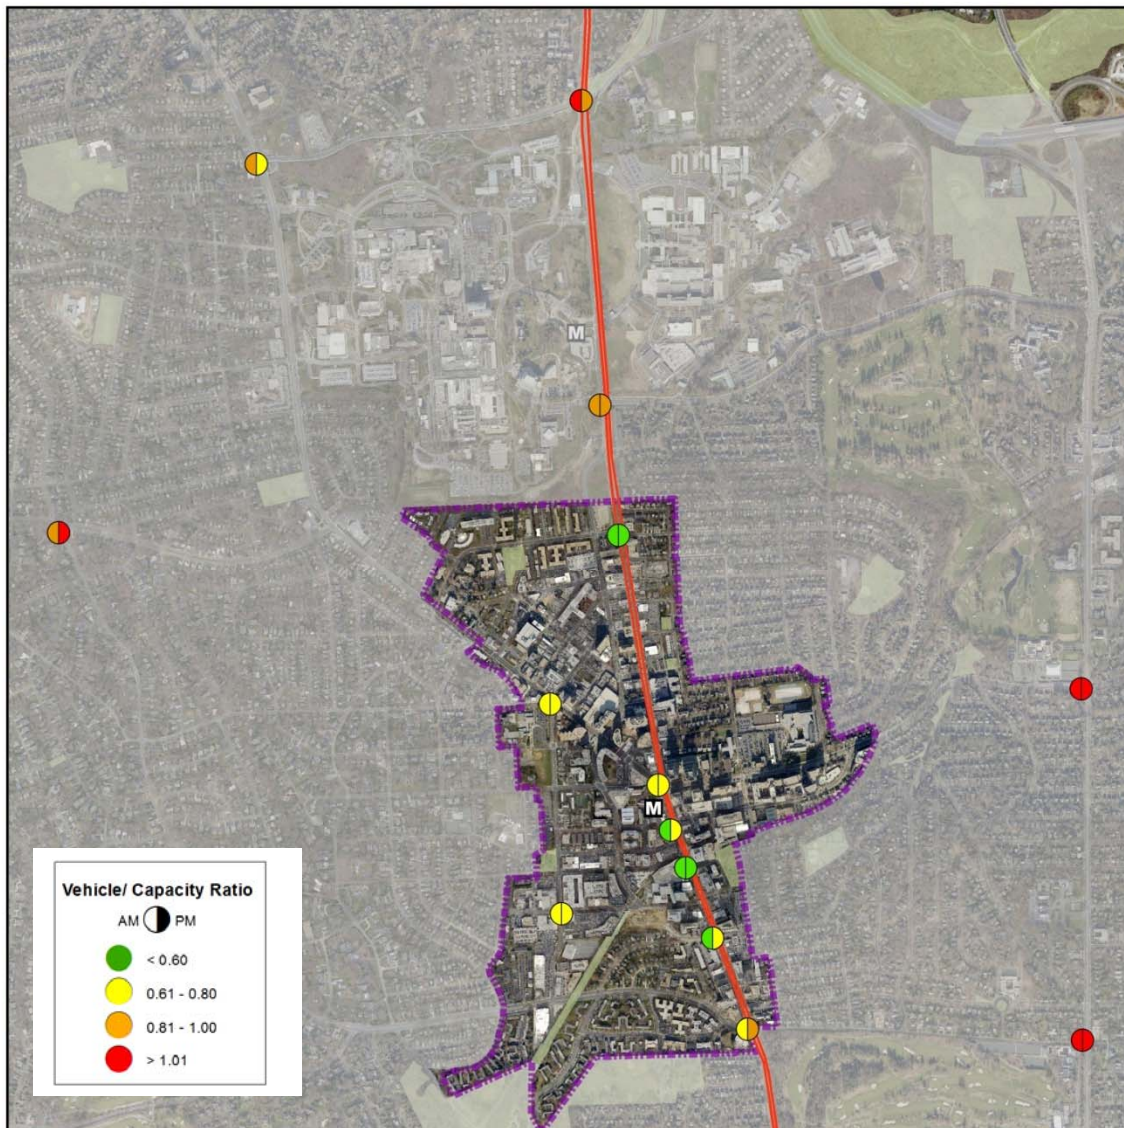 M
M
Vehicle/ Capacity Ratio
AM PM
< 0.60
0.61 - 0.80
0.81 - 1.00
> 1.01